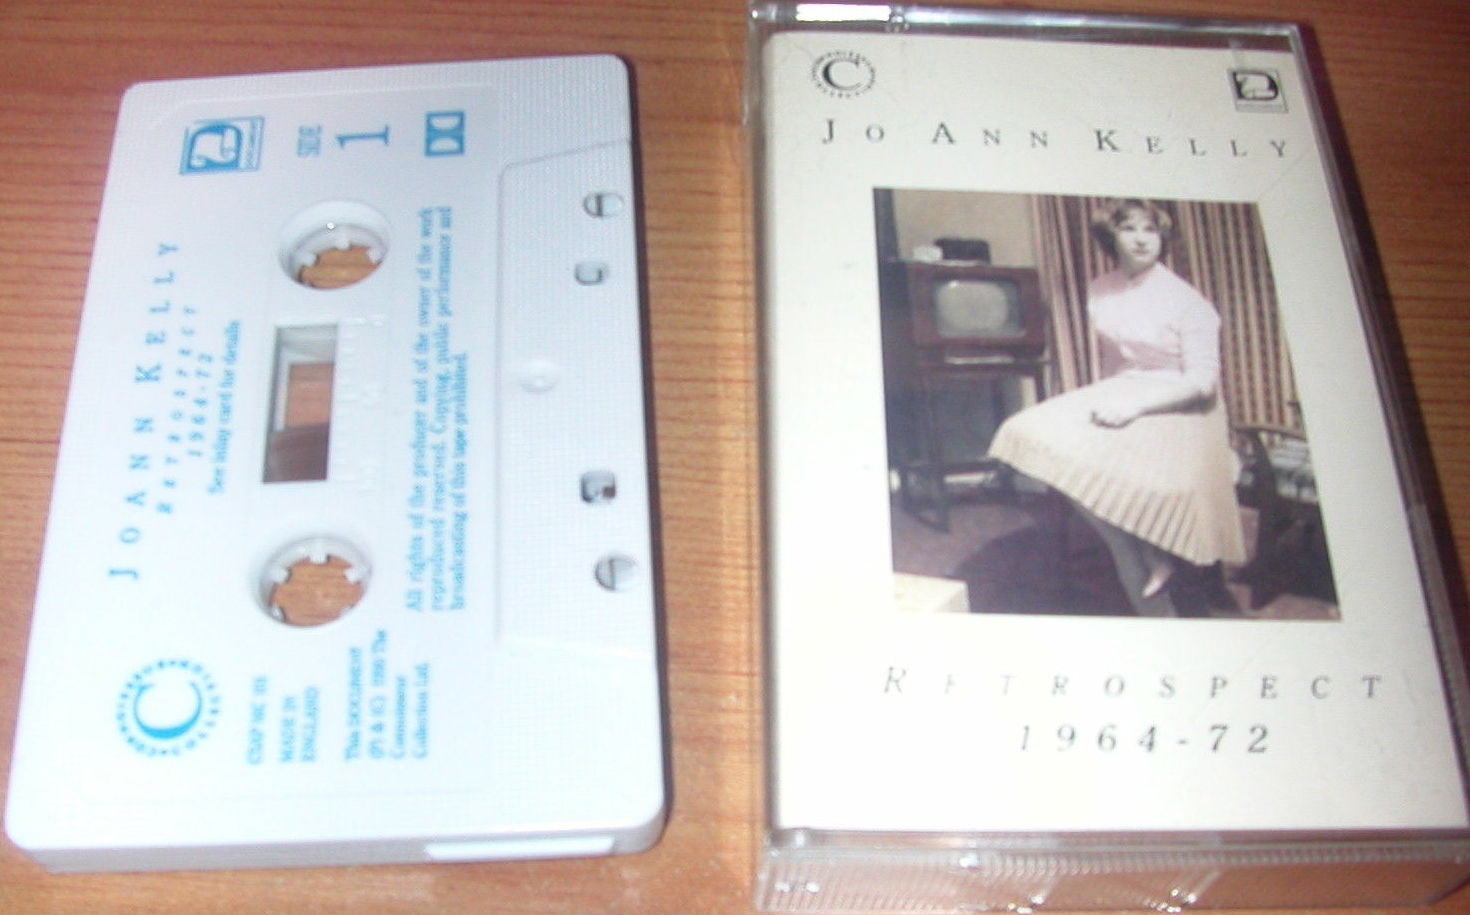 JO ANN KELLY
RETROSPECT
1964-72
See inlay card for details
SIDE
1
All rights of the producer and of the owner of the work
reproduced reserved. Copying, public performance and
broadcasting of this tape prohibited.
MADE IN
ENGLAND
This DOCUMENT
(P) & (C) 1990 The
Connoisseur
Collection Ltd.
C
DOCUMENT
JO ANN KELLY
RETROSPECT
1964-72